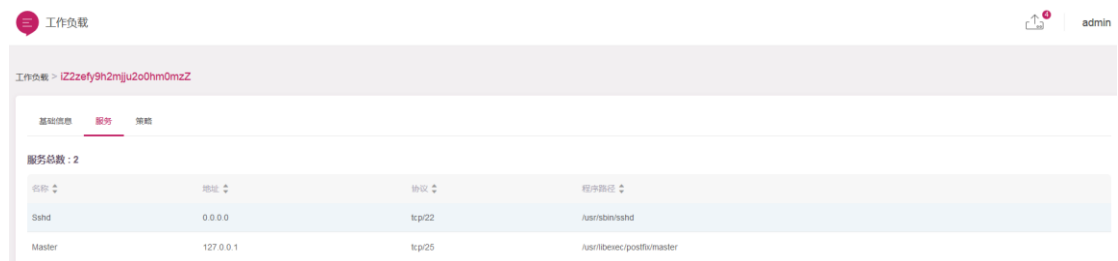 工作负载
4
admin
工作负载 > iZ2zefy9h2mjju2o0hm0mzZ
基础信息 服务 策略
服务总数 : 2
名称 地址 协议 程序路径
Sshd 0.0.0.0 tcp/22 /usr/sbin/sshd
Master 127.0.0.1 tcp/25 /usr/libexec/postfix/master